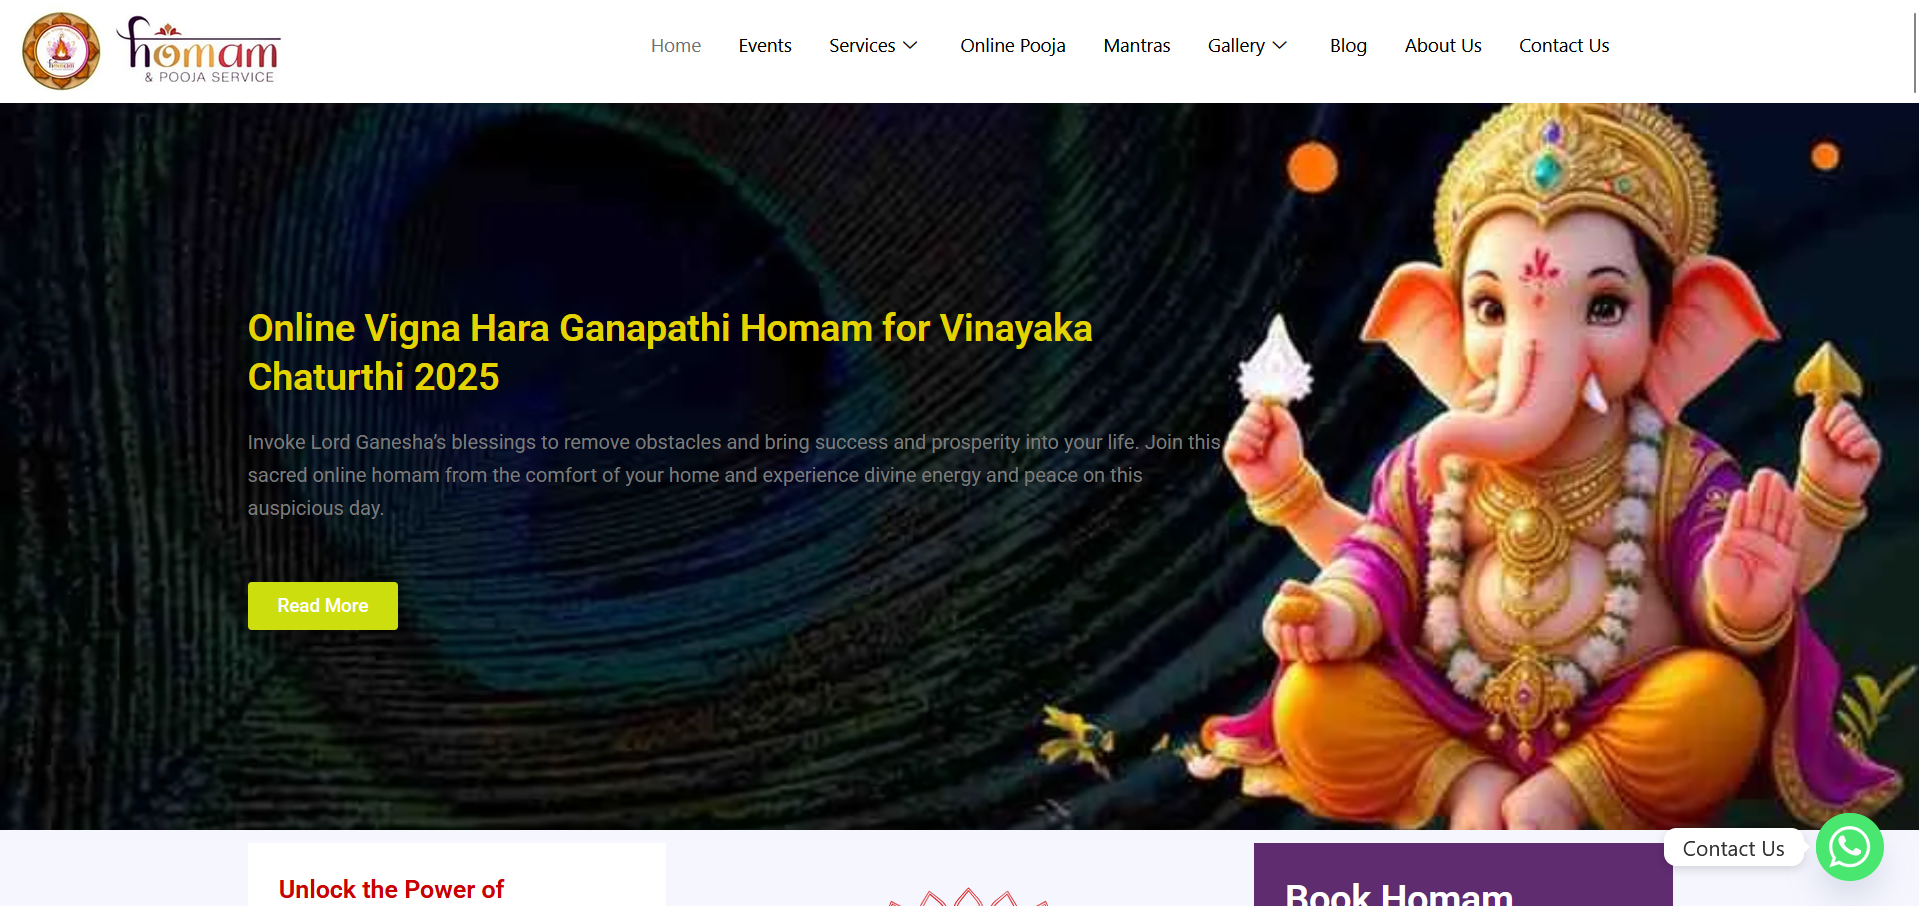 homam
& POOJA SERVICE
Home
Events
Services
Online Pooja
Mantras
Gallery
Blog
About Us
Contact Us
Online Vigna Hara Ganapathi Homam for Vinayaka
Chaturthi 2025
Invoke Lord Ganesha’s blessings to remove obstacles and bring success and prosperity into your life. Join this
sacred online homam from the comfort of your home and experience divine energy and peace on this
auspicious day.
Read More
Contact Us
Unlock the Power of
Book Homam